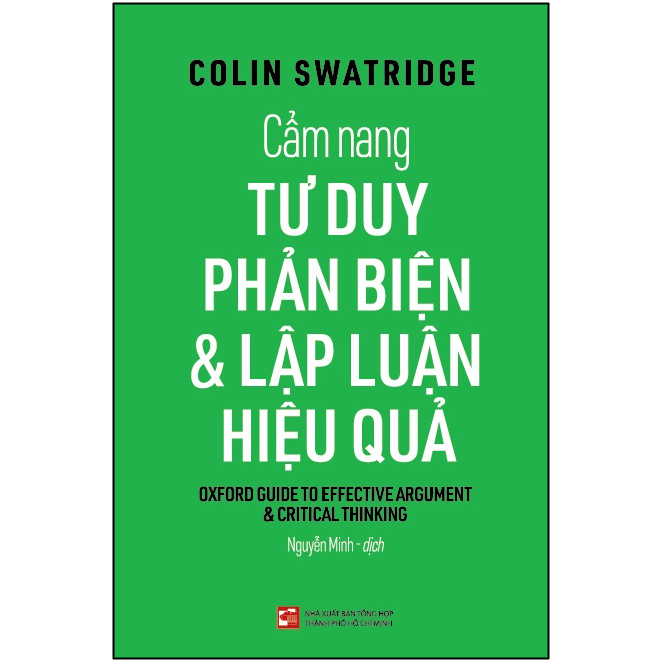 COLIN SWATRIDGE
Cẩm nang
TƯ DUY
PHẢN BIỆN
& LẬP LUẬN
HIỆU QUẢ
OXFORD GUIDE TO EFFECTIVE ARGUMENT
& CRITICAL THINKING
Nguyễn Minh - dịch
NHÀ XUẤT BẢN TỔNG HỢP
THÀNH PHỐ HỒ CHÍ MINH